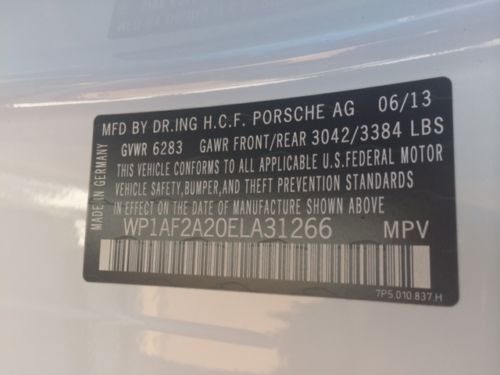 MFD BY DR.ING H.C.F. PORSCHE AG 06/13
GVWR 6283 GAWR FRONT/REAR 3042/3384 LBS
THIS VEHICLE CONFORMS TO ALL APPLICABLE U.S.FEDERAL MOTOR
VEHICLE SAFETY,BUMPER,AND THEFT PREVENTION STANDARDS
IN EFFECT ON THE DATE OF MANUFACTURE SHOWN ABOVE
WP1AF2A20ELA31266 MPV
7P5.010.837.H
MADE IN GERMANY